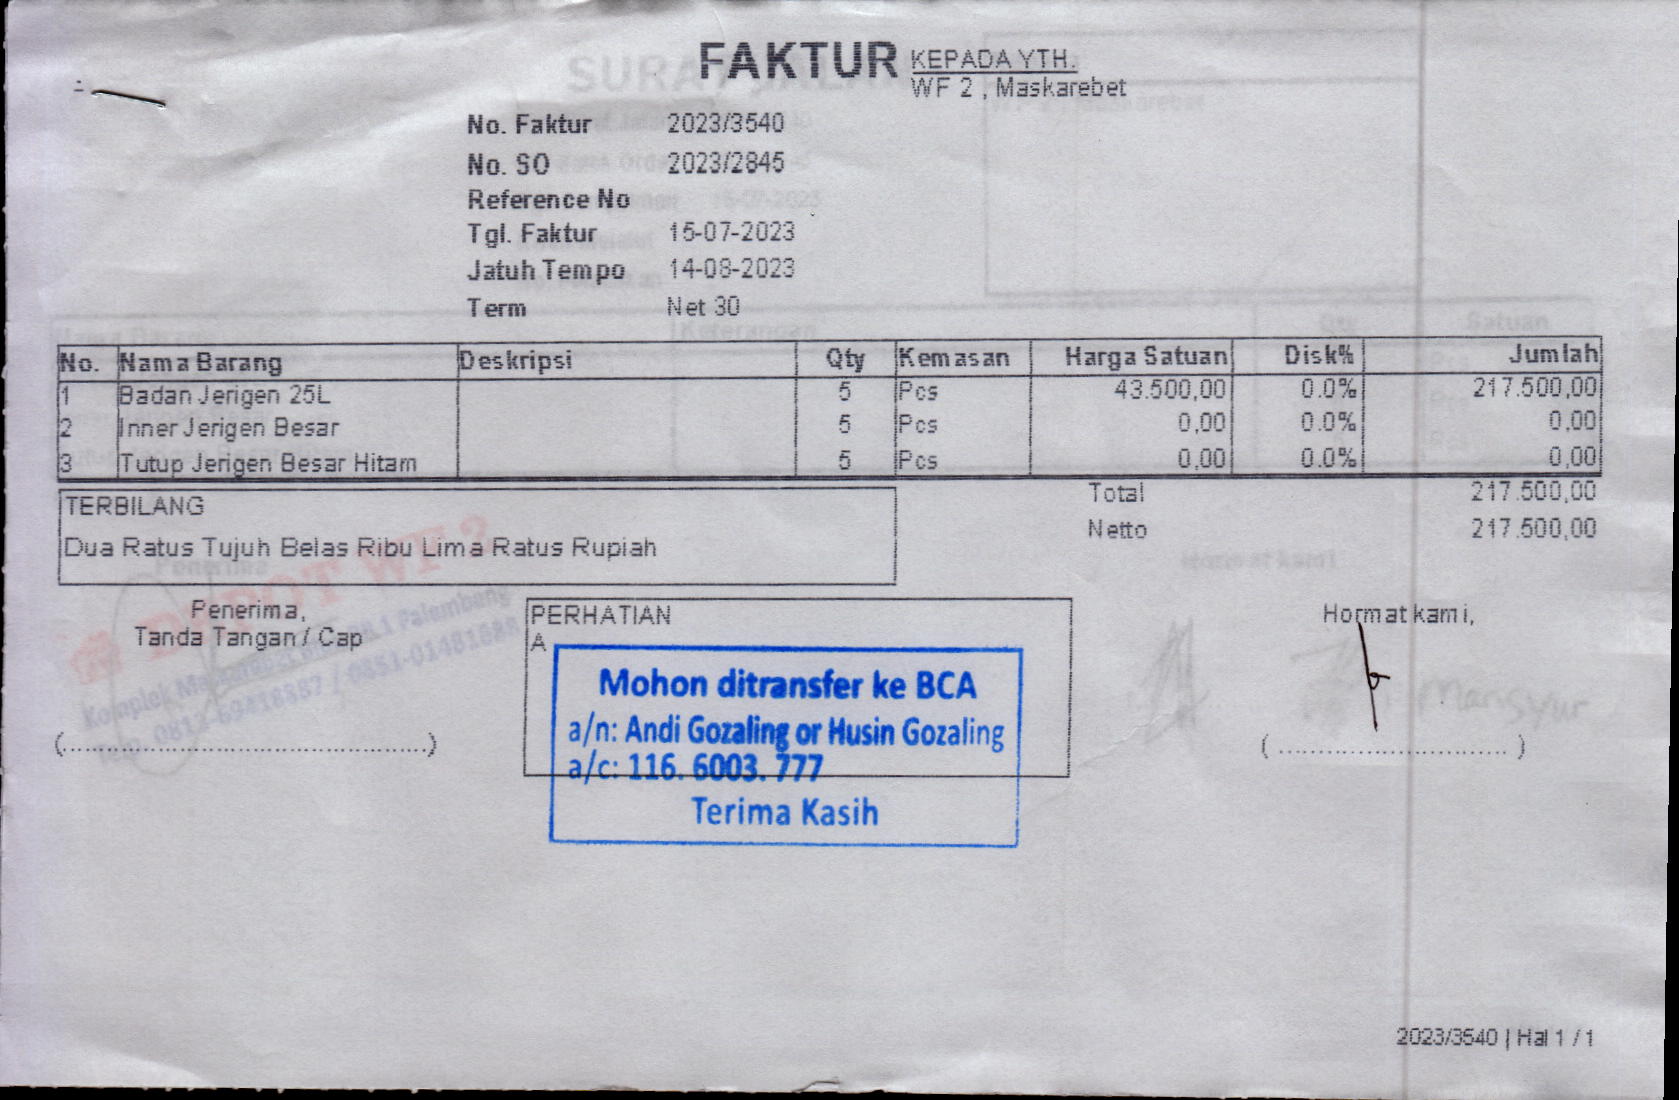 FAKTUR
KEPADA YTH.
WF 2 , Maskarebet
No. Faktur 2023/3540
No. SO 2023/2845
Reference No
Tgl. Faktur 15-07-2023
Jatuh Tempo 14-08-2023
Term Net 30
No. Nama Barang Deskripsi Qty Kemasan Harga Satuan Disk% Jumlah
1 Badan Jerigen 25L 5 Pcs 43.500,00 0.0% 217.500,00
2 Inner Jerigen Besar 5 Pcs 0,00 0.0% 0,00
3 Tutup Jerigen Besar Hitam 5 Pcs 0,00 0.0% 0,00
Total 217.500,00
Netto 217.500,00
TERBILANG
Dua Ratus Tujuh Belas Ribu Lima Ratus Rupiah
Penerima,
Tanda Tangan / Cap
(....................................................)
PERHATIAN
A
Mohon ditransfer ke BCA
a/n: Andi Gozaling or Husin Gozaling
a/c: 116. 6003. 777
Terima Kasih
Hormat kami,
( ................................ )
DEPOT WF 2
Mansyur
2023/3540 | Hal 1 / 1